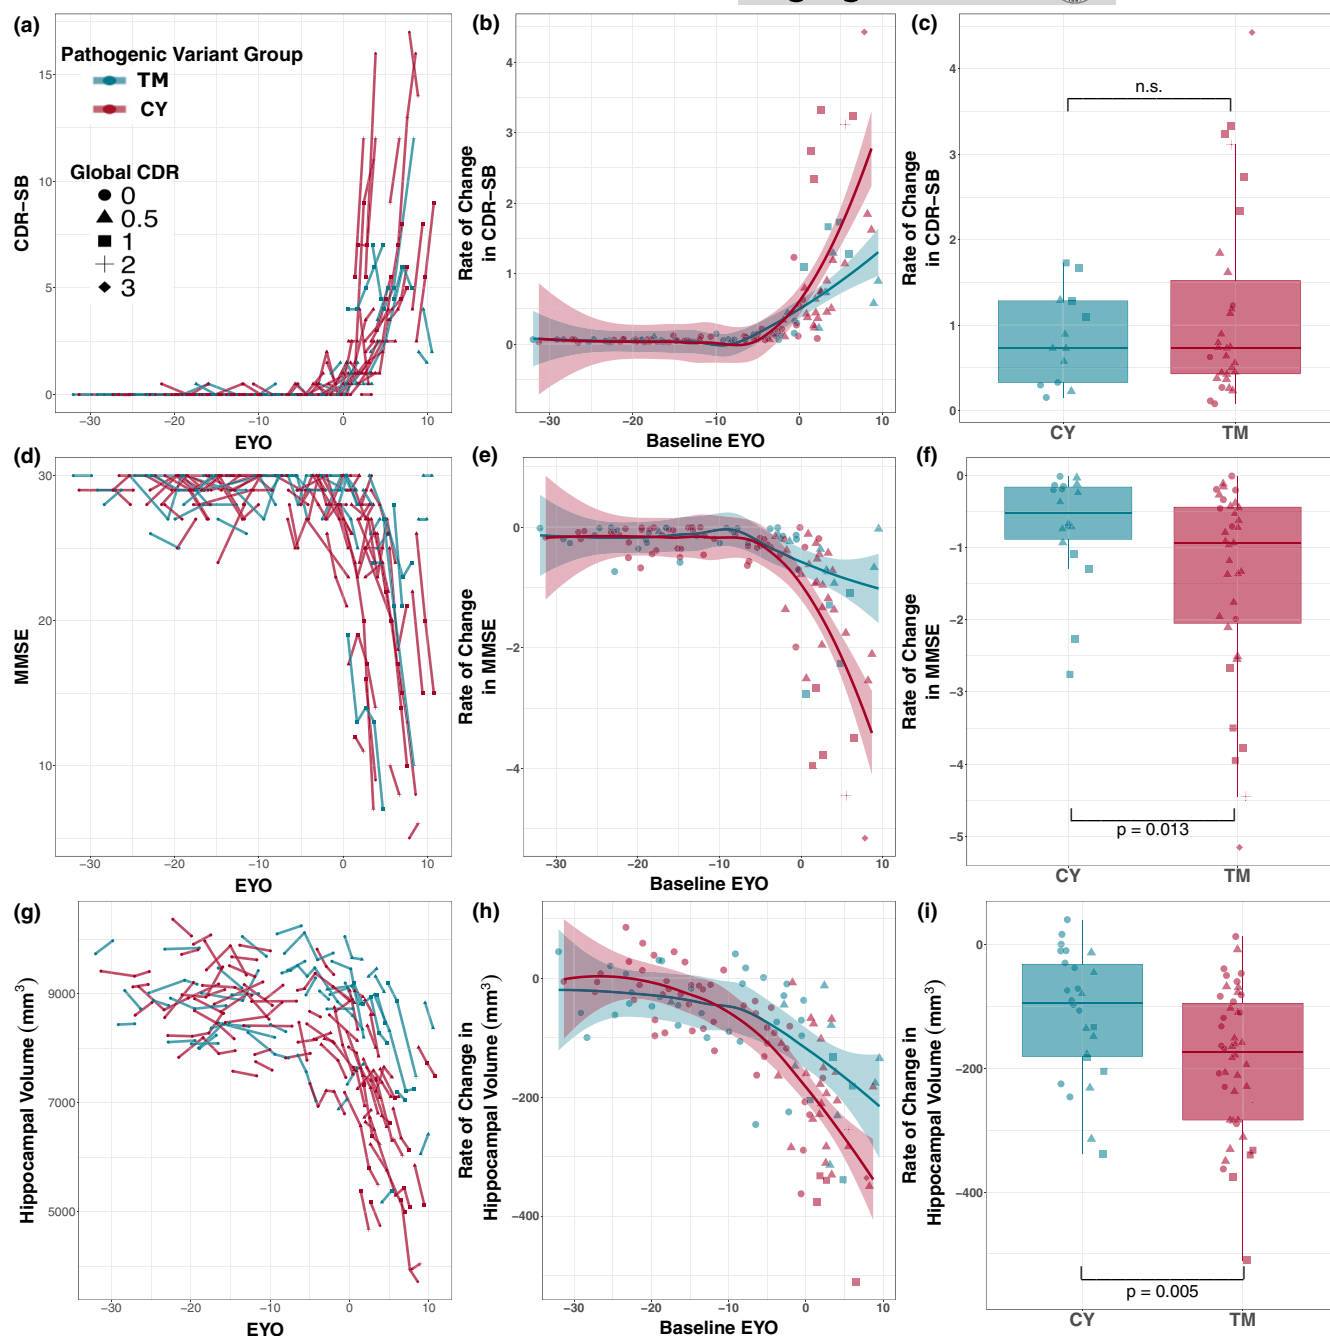 (a)
Pathogenic Variant Group
TM
CY
Global CDR
0
0.5
1
2
3
CDR−SB
15
10
5
0
−30
−20
−10
0
10
EYO
(b)
Rate of Change
in CDR−SB
4
3
2
1
0
−30
−20
−10
0
10
Baseline EYO
(c)
Rate of Change
in CDR−SB
4
3
2
1
0
n.s.
CY
TM
(d)
MMSE
30
20
10
−30
−20
−10
0
10
EYO
(e)
Rate of Change
in MMSE
0
−2
−4
−30
−20
−10
0
10
Baseline EYO
(f)
Rate of Change
in MMSE
0
−1
−2
−3
−4
−5
p = 0.013
CY
TM
(g)
Hippocampal Volume (mm³)
9000
7000
5000
−30
−20
−10
0
10
EYO
(h)
Rate of Change in
Hippocampal Volume (mm³)
0
−200
−400
−30
−20
−10
0
10
Baseline EYO
(i)
Rate of Change in
Hippocampal Volume (mm³)
0
−200
−400
p = 0.005
CY
TM